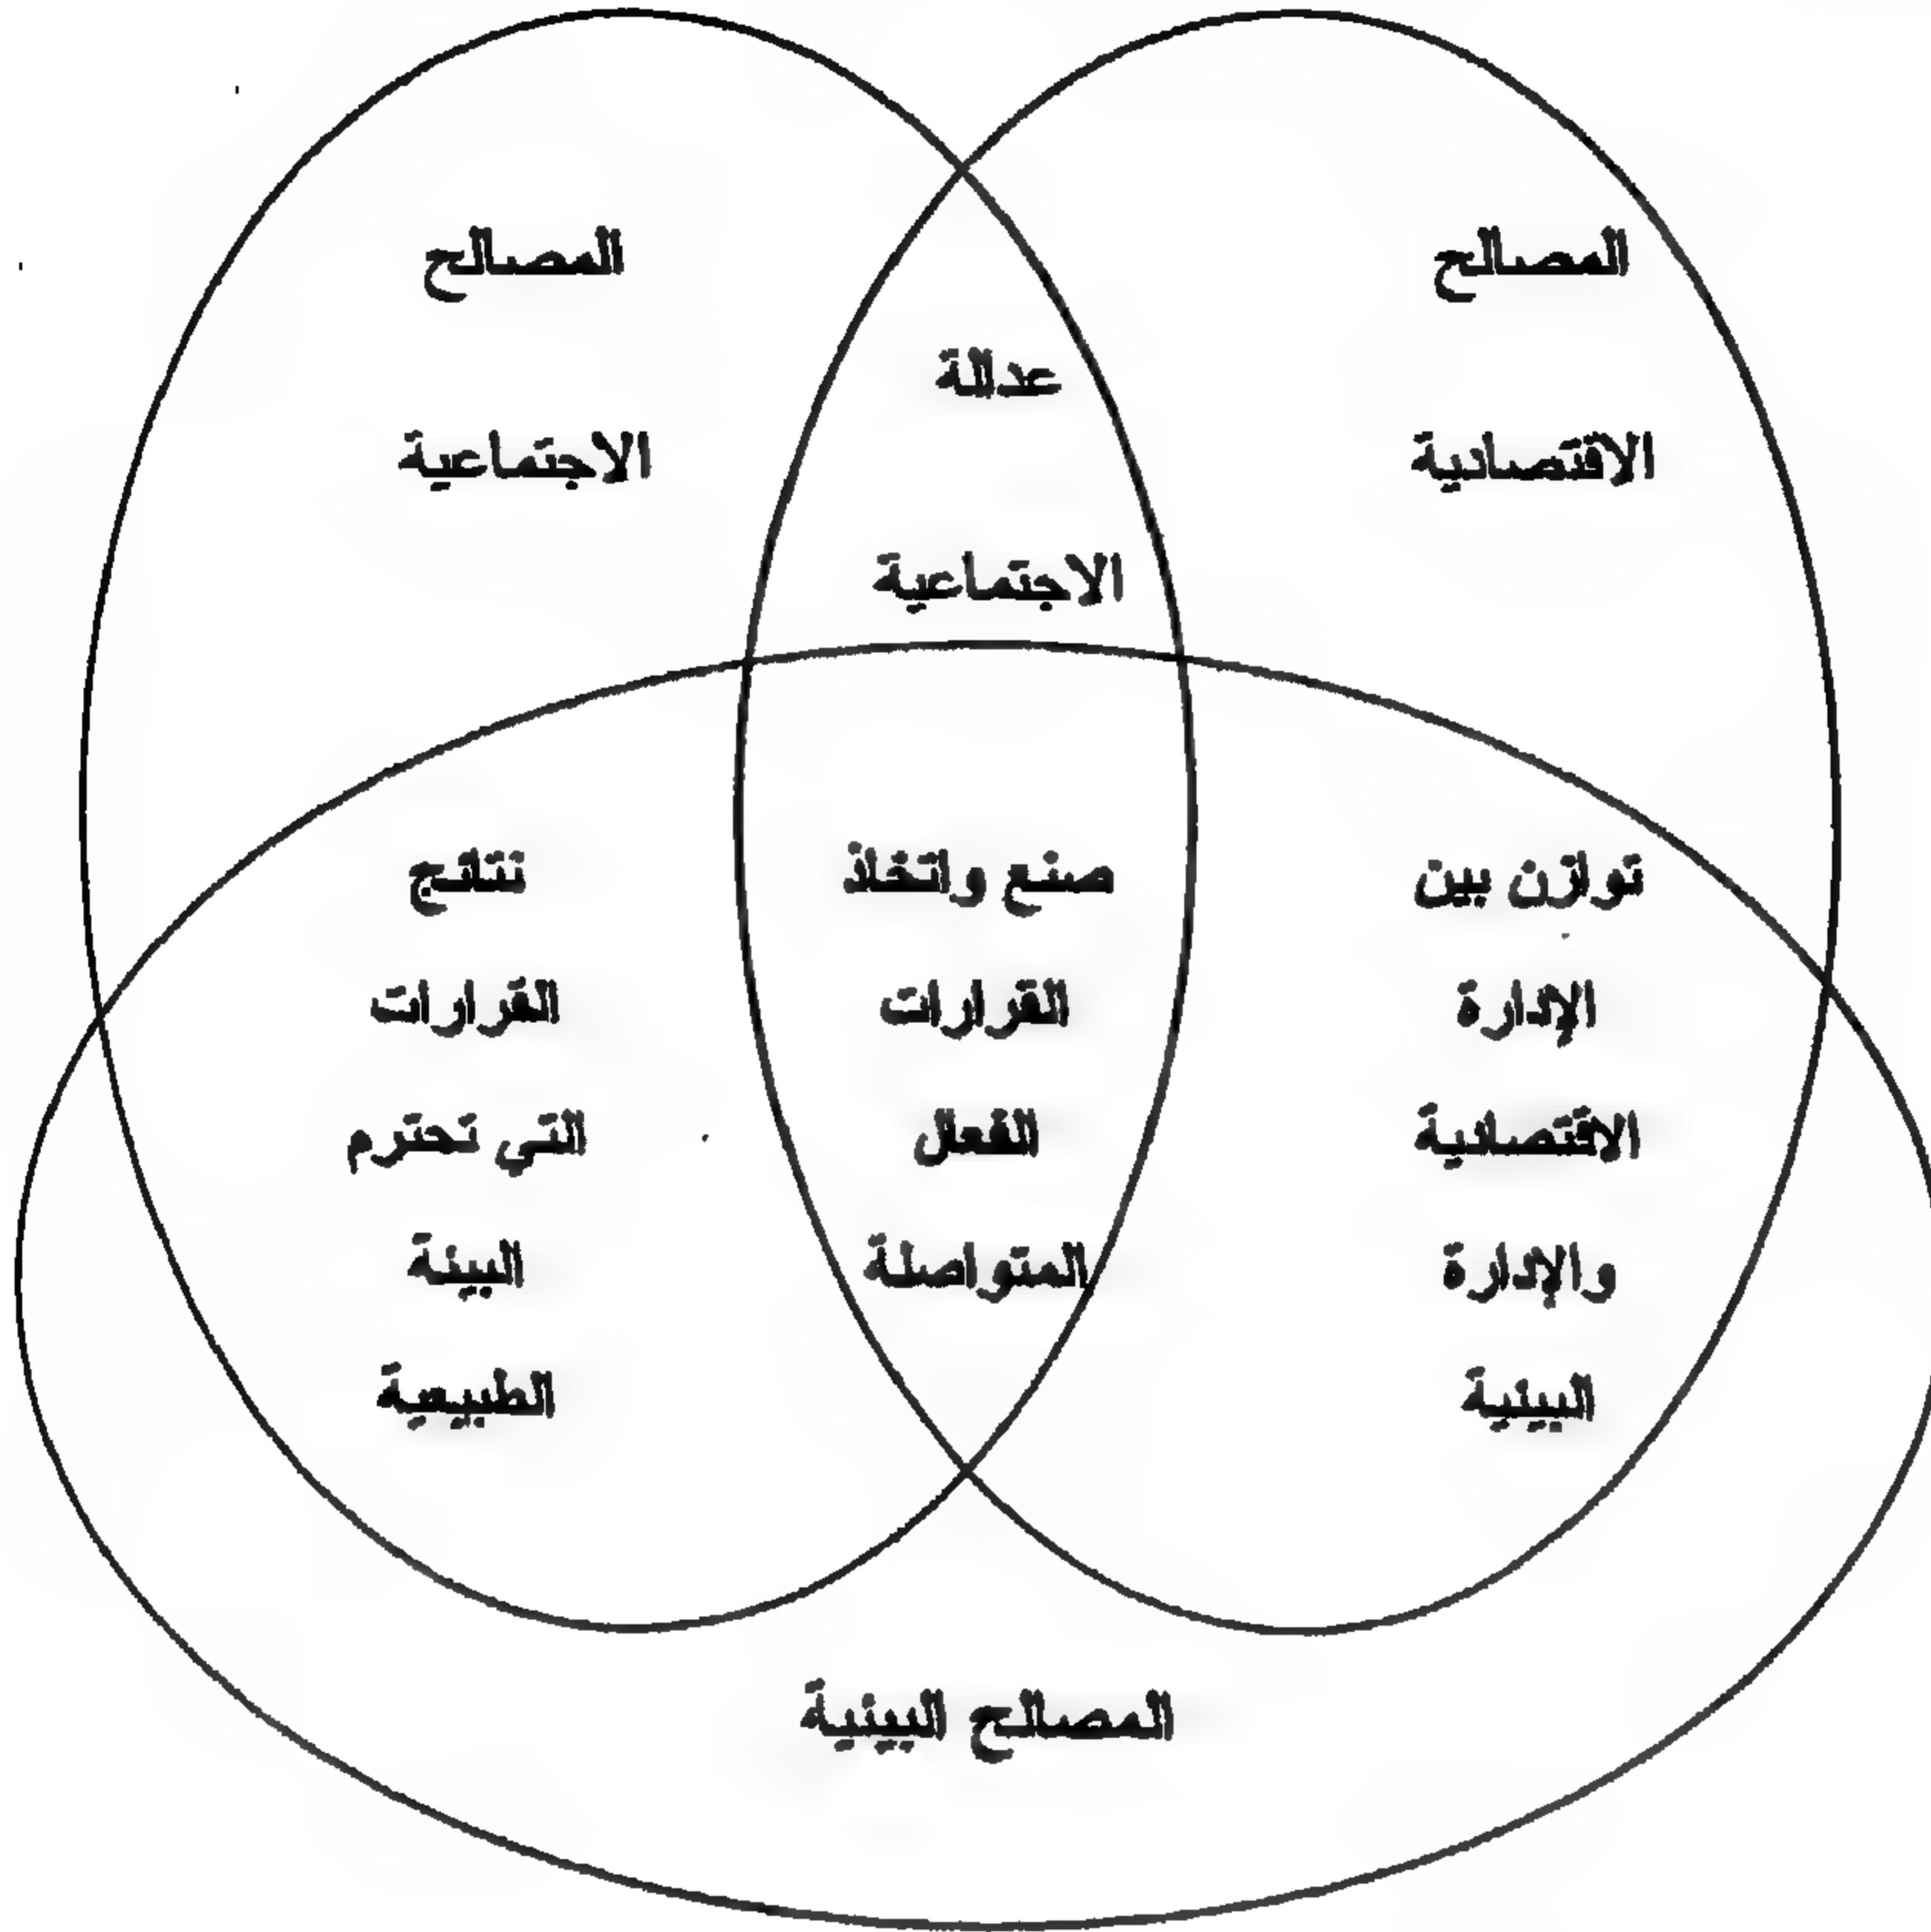 المصالح
الاقتصادية
المصالح
الاجتماعية
عدالة
الاجتماعية
توازن بين
الإدارة
الاقتصادية
والإدارة
البيئية
صنع واتخاذ
القرارات
الفعال
المتواصلة
نتائج
القرارات
التي تحترم
البيئة
الطبيعية
المصالح البيئية